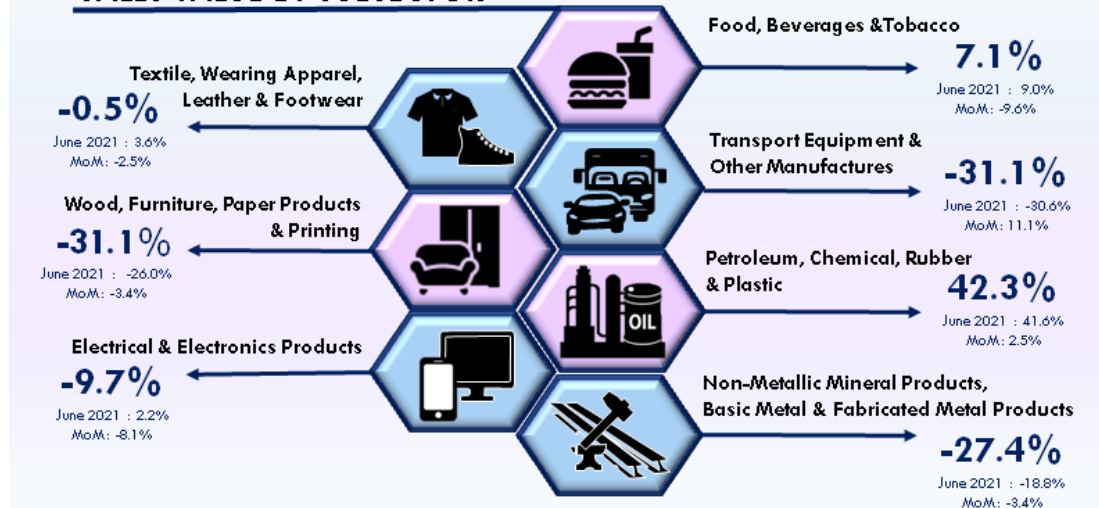 Food, Beverages &Tobacco
7.1%
June 2021 : 9.0%
MoM: -9.6%
Textile, Wearing Apparel,
Leather & Footwear
-0.5%
June 2021 : 3.6%
MoM: -2.5%
Transport Equipment &
Other Manufactures
-31.1%
June 2021 : -30.6%
MoM: 11.1%
Wood, Furniture, Paper Products
& Printing
-31.1%
June 2021 : -26.0%
MoM: -3.4%
Petroleum, Chemical, Rubber
& Plastic
42.3%
June 2021 : 41.6%
MoM: 2.5%
OIL
Electrical & Electronics Products
-9.7%
June 2021 : 2.2%
MoM: -8.1%
Non-Metallic Mineral Products,
Basic Metal & Fabricated Metal Products
-27.4%
June 2021 : -18.8%
MoM: -3.4%